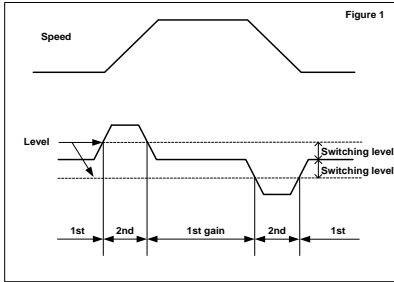 Figure 1
Speed
Level
Switching level
Switching level
1st 2nd 1st gain 2nd 1st